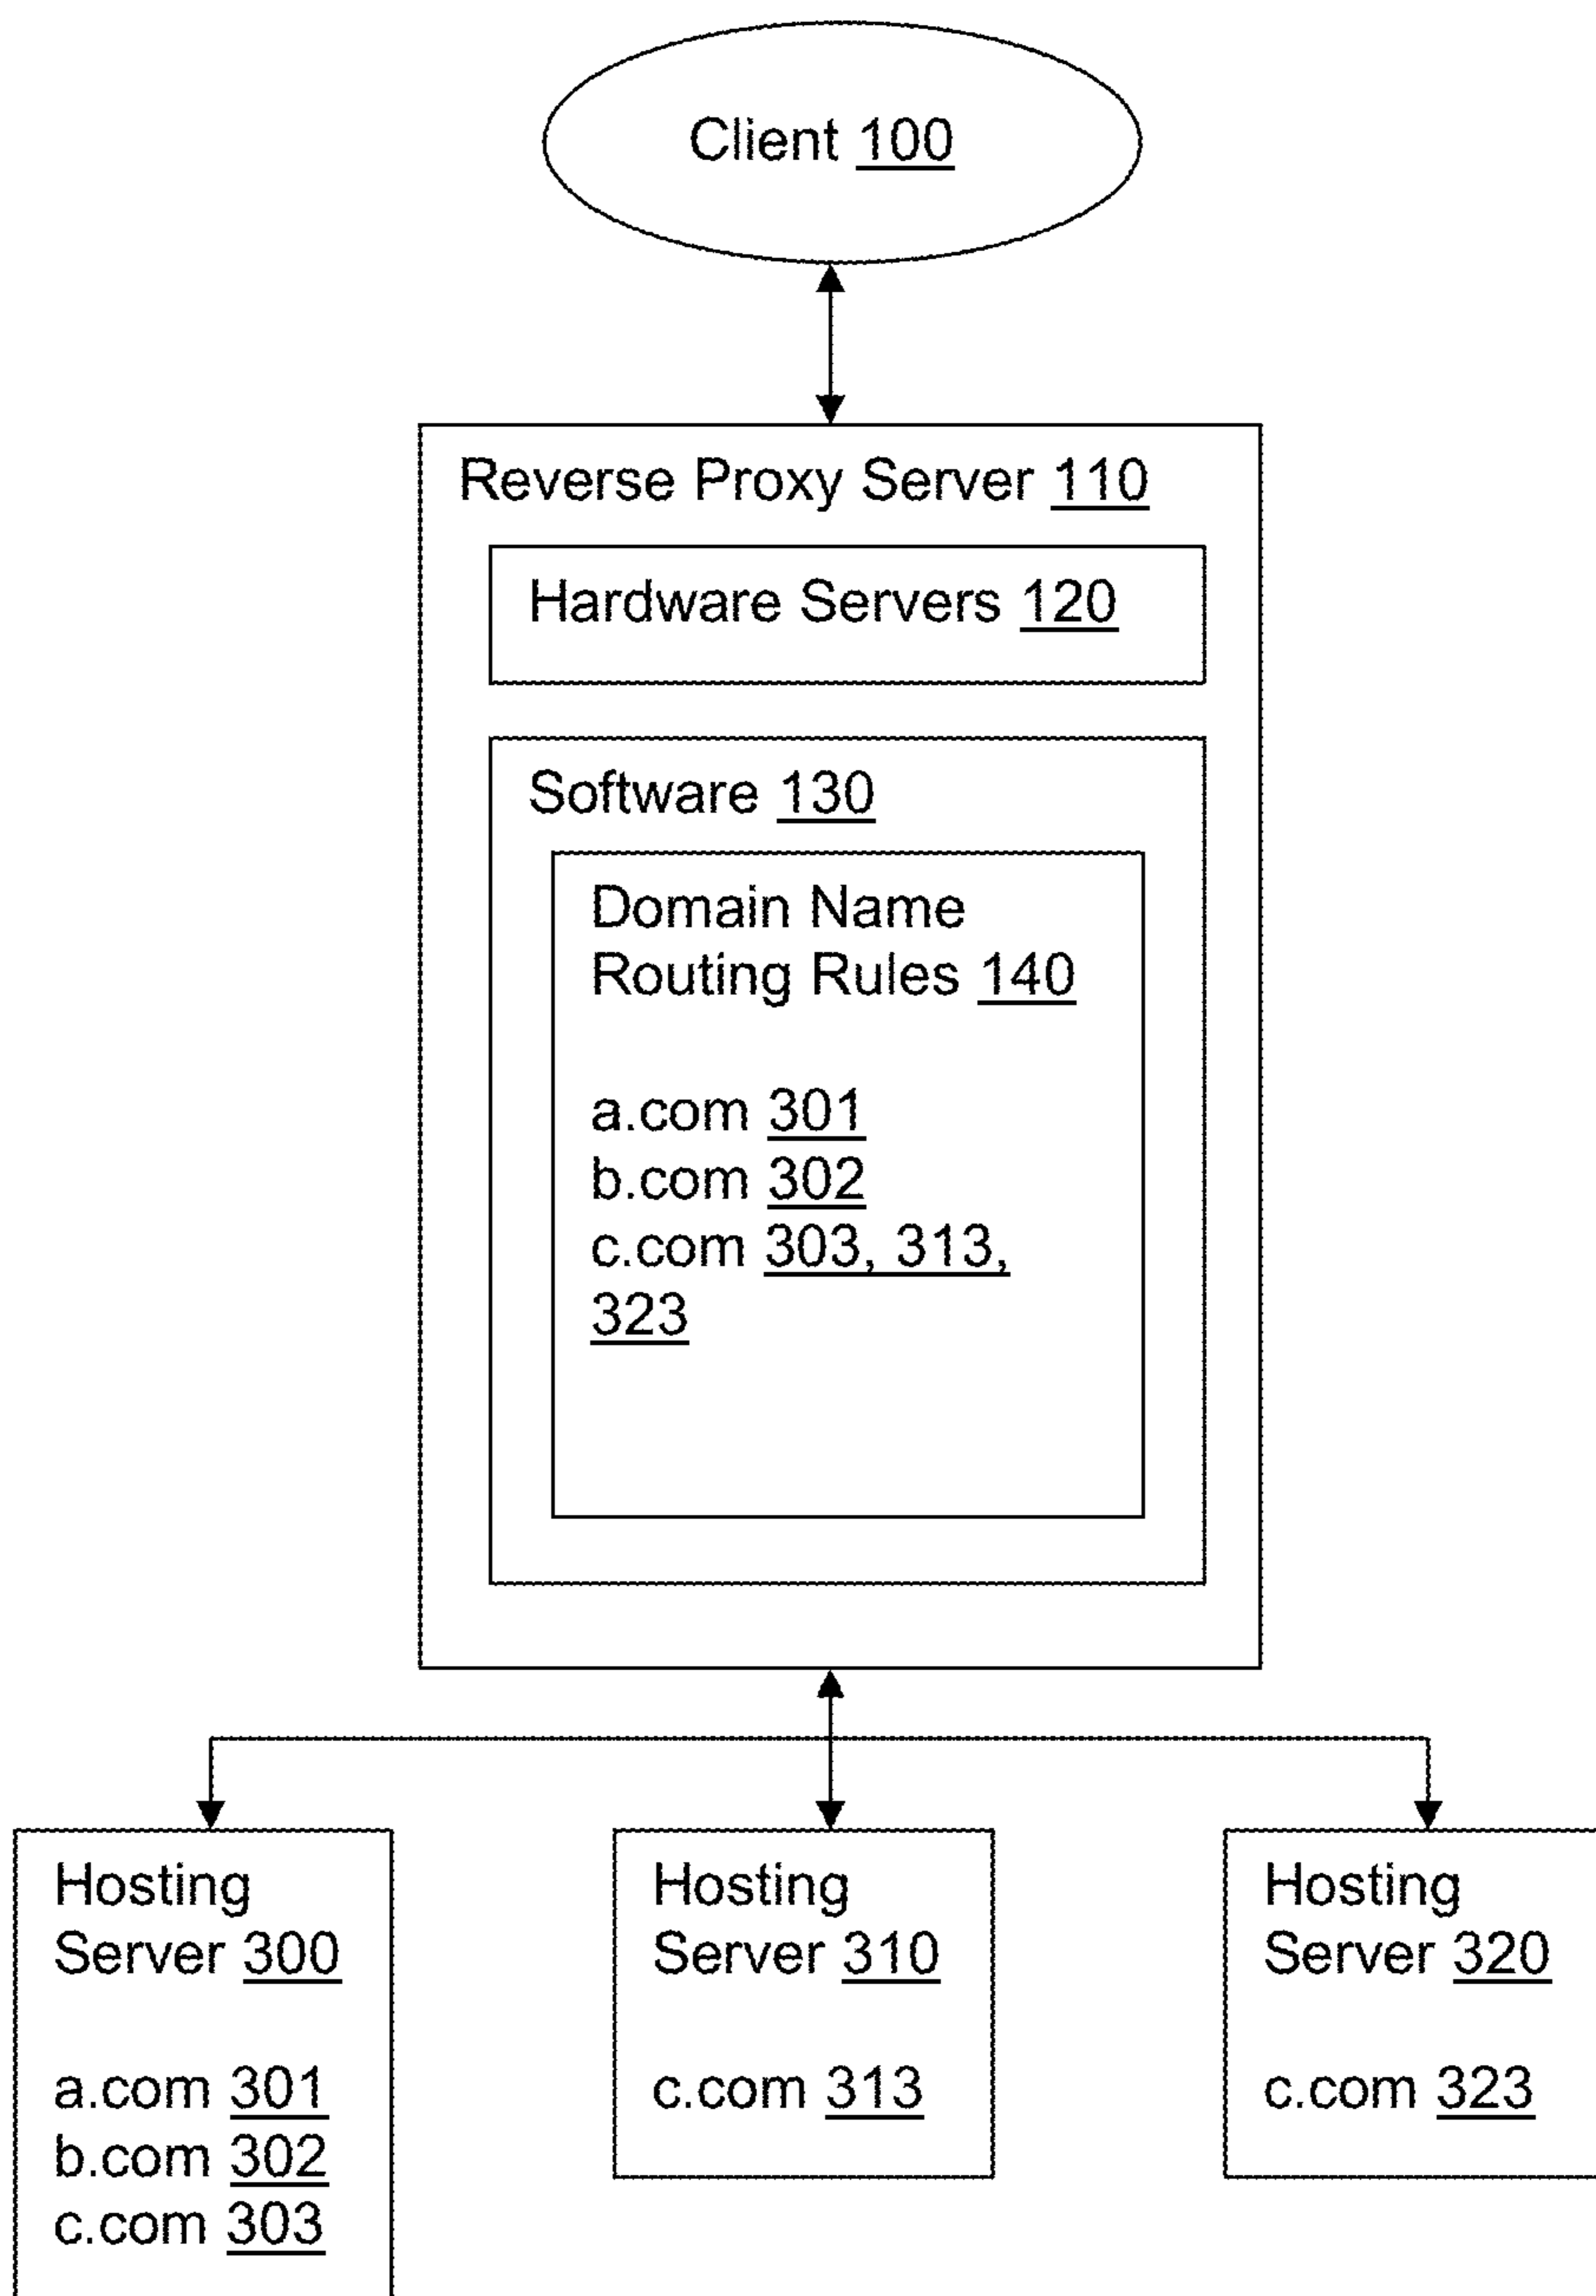 Client 100
Reverse Proxy Server 110
Hardware Servers 120
Software 130
Domain Name
Routing Rules 140
a.com 301
b.com 302
c.com 303, 313,
323
Hosting
Server 300
a.com 301
b.com 302
c.com 303
Hosting
Server 310
c.com 313
Hosting
Server 320
c.com 323